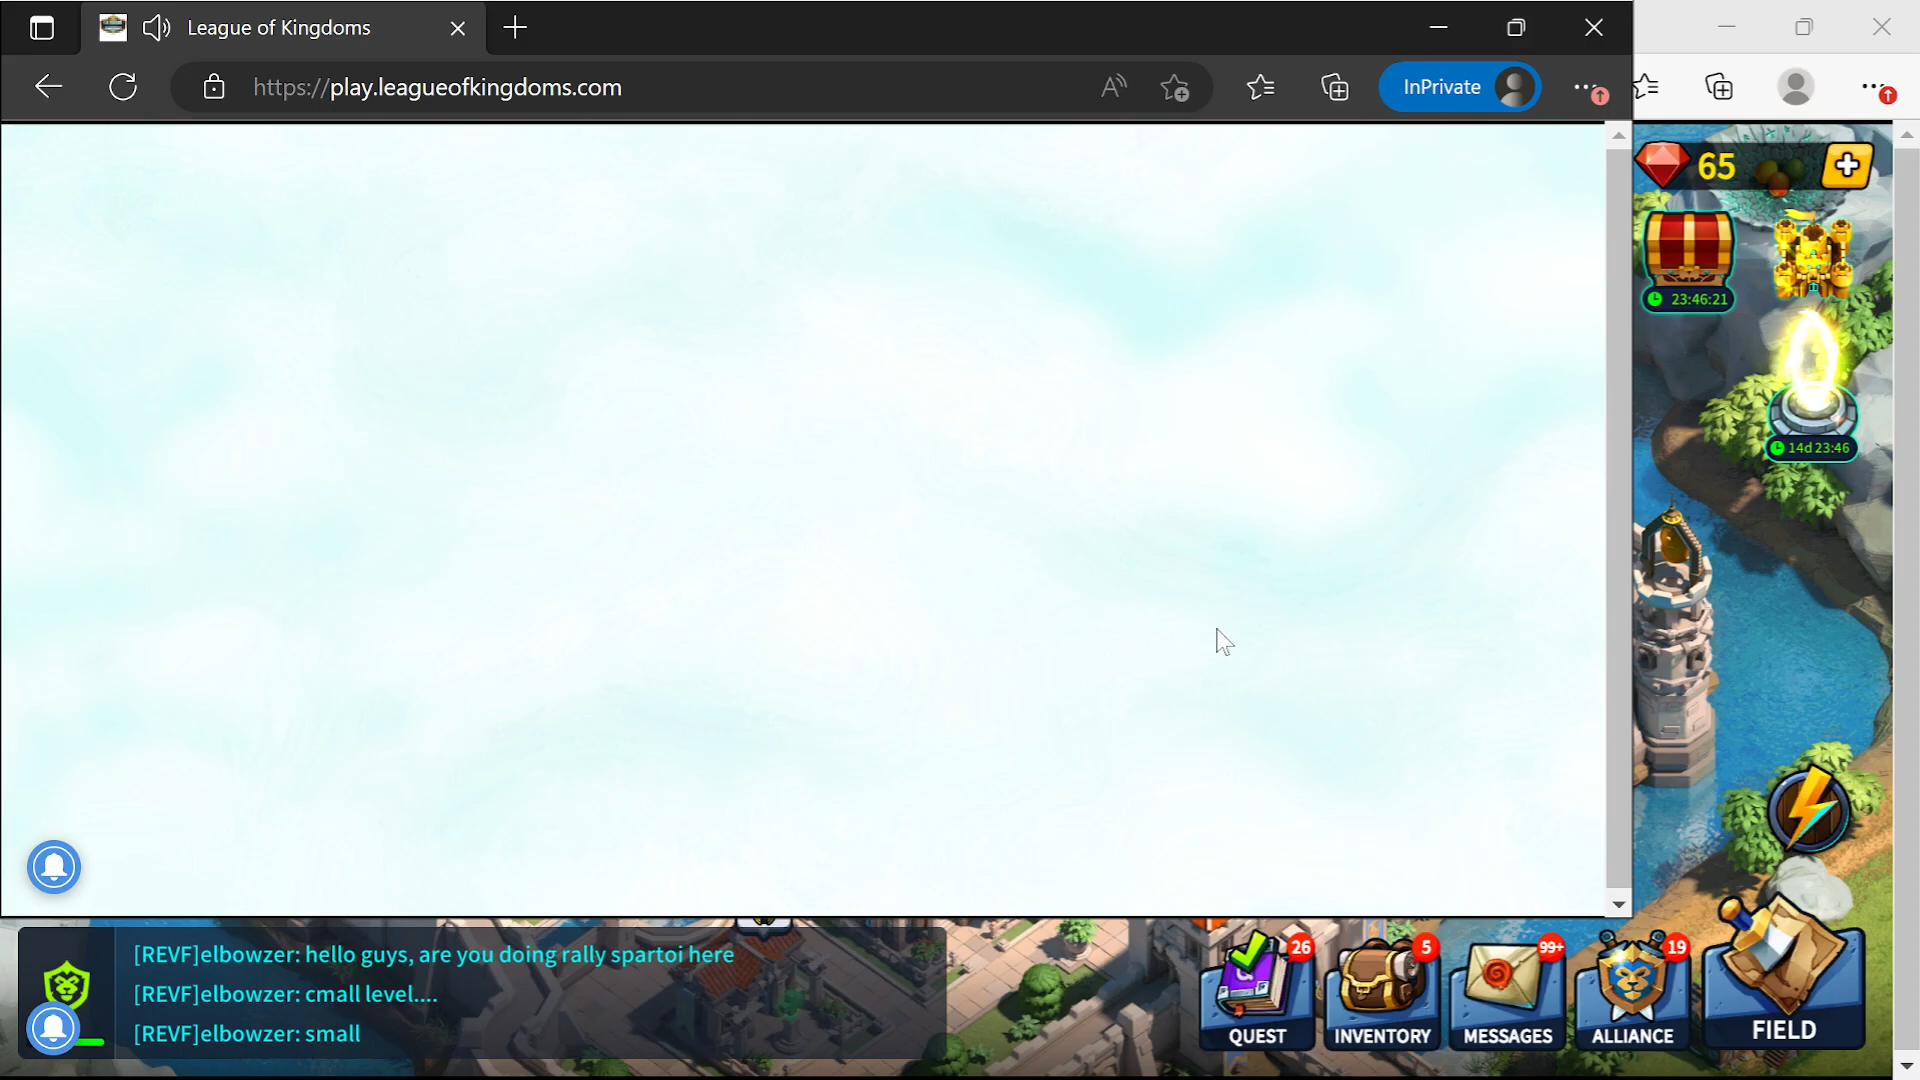 League of Kingdoms
https://play.leagueofkingdoms.com
InPrivate
65
23:46:21
14d 23:46
[REVF]elbowzer: hello guys, are you doing rally spartoi here
[REVF]elbowzer: cmall level....
[REVF]elbowzer: small
26
5
99+
19
QUEST
INVENTORY
MESSAGES
ALLIANCE
FIELD